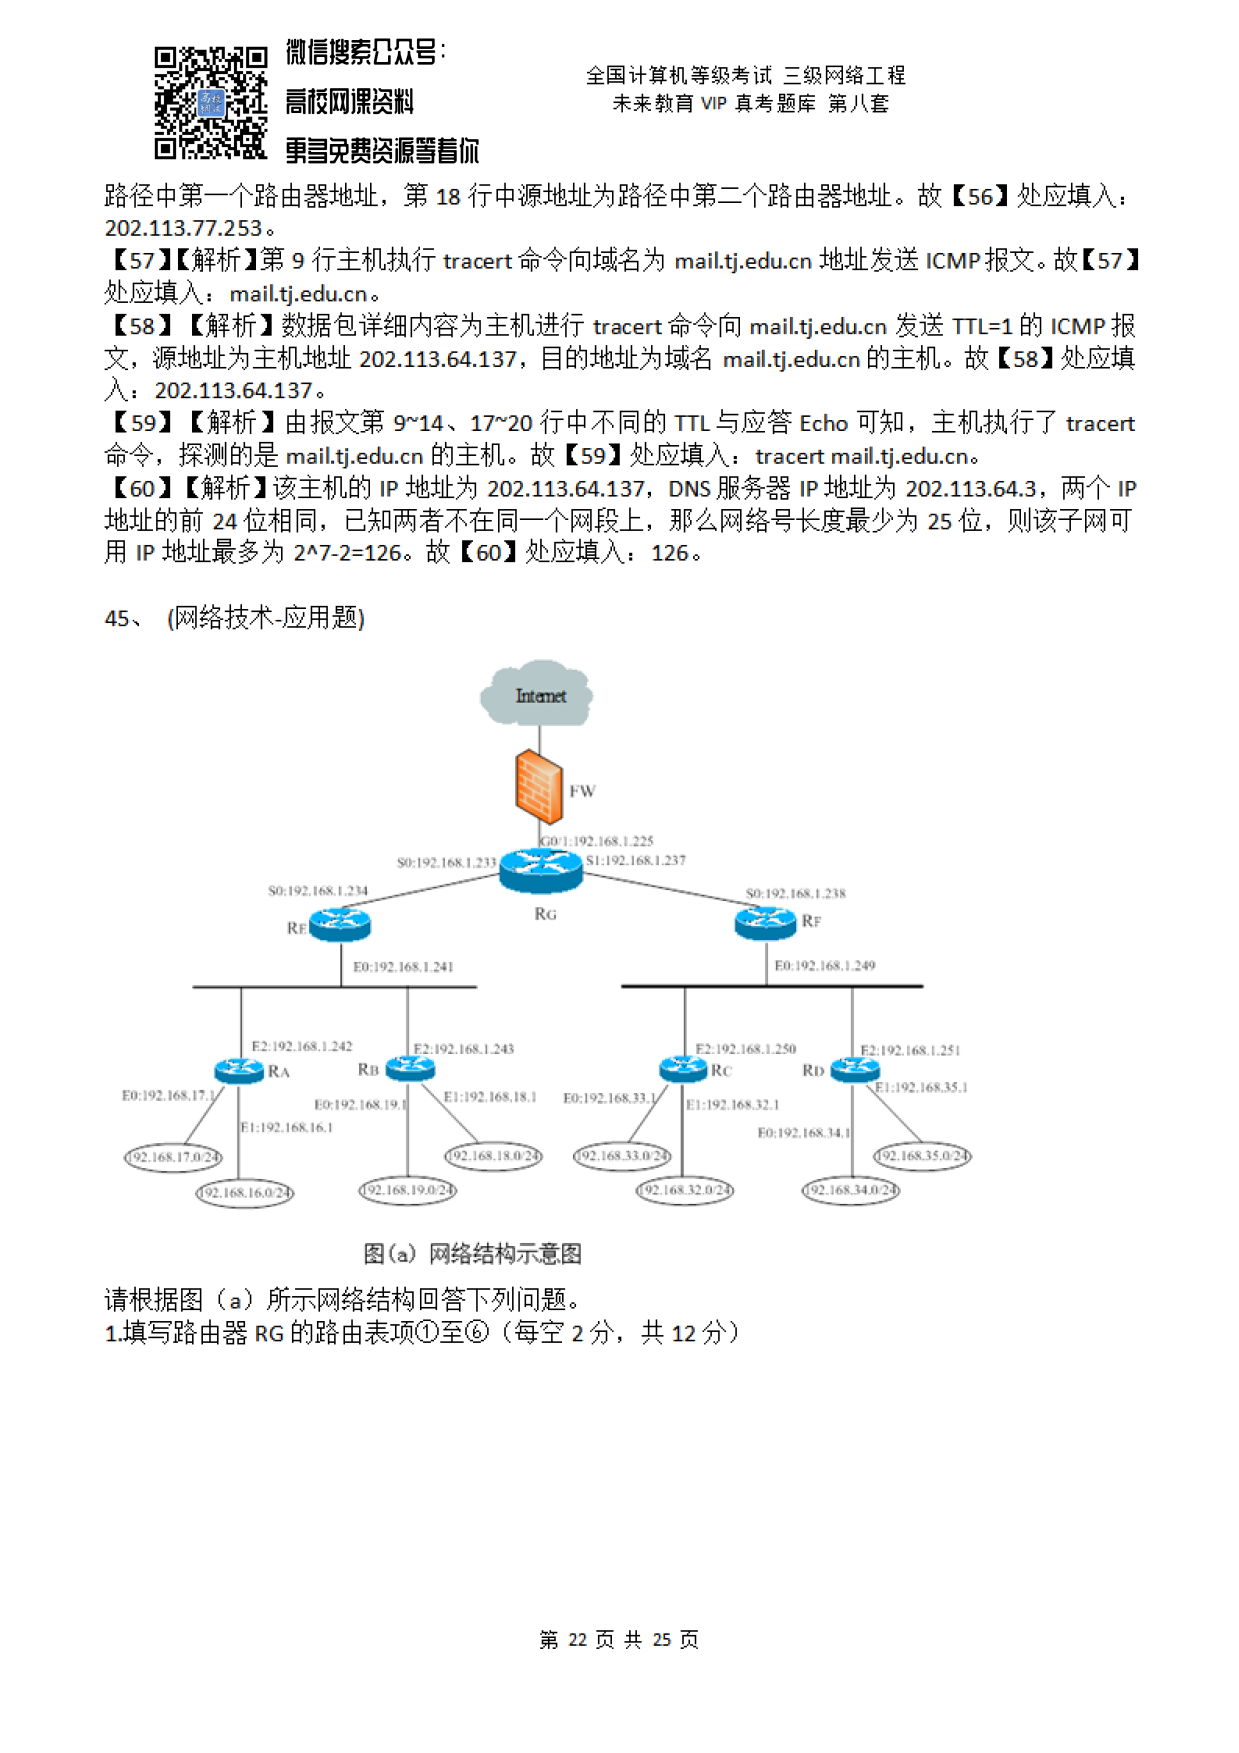 微信搜索公众号：
高校网课资料
更多免费资源等着你
全国计算机等级考试 三级网络工程
未来教育 VIP 真考题库 第八套
路径中第一个路由器地址，第 18 行中源地址为路径中第二个路由器地址。故【56】处应填入：
202.113.77.253。
【57】【解析】第 9 行主机执行 tracert 命令向域名为 mail.tj.edu.cn 地址发送 ICMP 报文。故【57】
处应填入：mail.tj.edu.cn。
【58】【解析】数据包详细内容为主机进行 tracert 命令向 mail.tj.edu.cn 发送 TTL=1 的 ICMP 报
文，源地址为主机地址 202.113.64.137，目的地址为域名 mail.tj.edu.cn 的主机。故【58】处应填
入：202.113.64.137。
【59】【解析】由报文第 9~14、17~20 行中不同的 TTL 与应答 Echo 可知，主机执行了 tracert
命令，探测的是 mail.tj.edu.cn 的主机。故【59】处应填入：tracert mail.tj.edu.cn。
【60】【解析】该主机的 IP 地址为 202.113.64.137，DNS 服务器 IP 地址为 202.113.64.3，两个 IP
地址的前 24 位相同，已知两者不在同一个网段上，那么网络号长度最少为 25 位，则该子网可
用 IP 地址最多为 2^7-2=126。故【60】处应填入：126。
45、 (网络技术-应用题)
Internet
FW
G0/1:192.168.1.225
S0:192.168.1.233
S1:192.168.1.237
S0:192.168.1.234
S0:192.168.1.238
RG
RE
RF
E0:192.168.1.241
E0:192.168.1.249
E2:192.168.1.242
E2:192.168.1.243
E2:192.168.1.250
E2:192.168.1.251
RA
RB
RC
RD
E0:192.168.17.1
E0:192.168.19.1
E1:192.168.18.1
E0:192.168.33.1
E1:192.168.32.1
E1:192.168.35.1
E1:192.168.16.1
E0:192.168.34.1
192.168.17.0/24
192.168.18.0/24
192.168.33.0/24
192.168.35.0/24
192.168.16.0/24
192.168.19.0/24
192.168.32.0/24
192.168.34.0/24
图(a) 网络结构示意图
请根据图（a）所示网络结构回答下列问题。
1.填写路由器 RG 的路由表项①至⑥（每空 2 分，共 12 分）
第 22 页 共 25 页